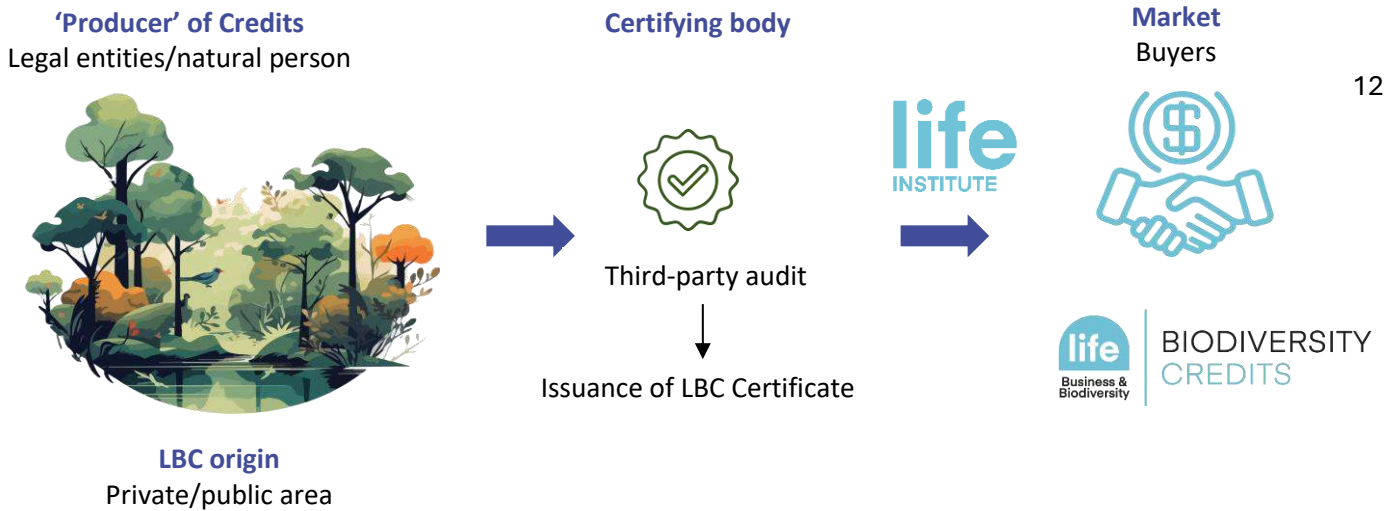 ‘Producer’ of Credits
Legal entities/natural person
LBC origin
Private/public area
Certifying body
Third-party audit
Issuance of LBC Certificate
life
INSTITUTE
Market
Buyers
$
life
Business &
Biodiversity
BIODIVERSITY
CREDITS
12